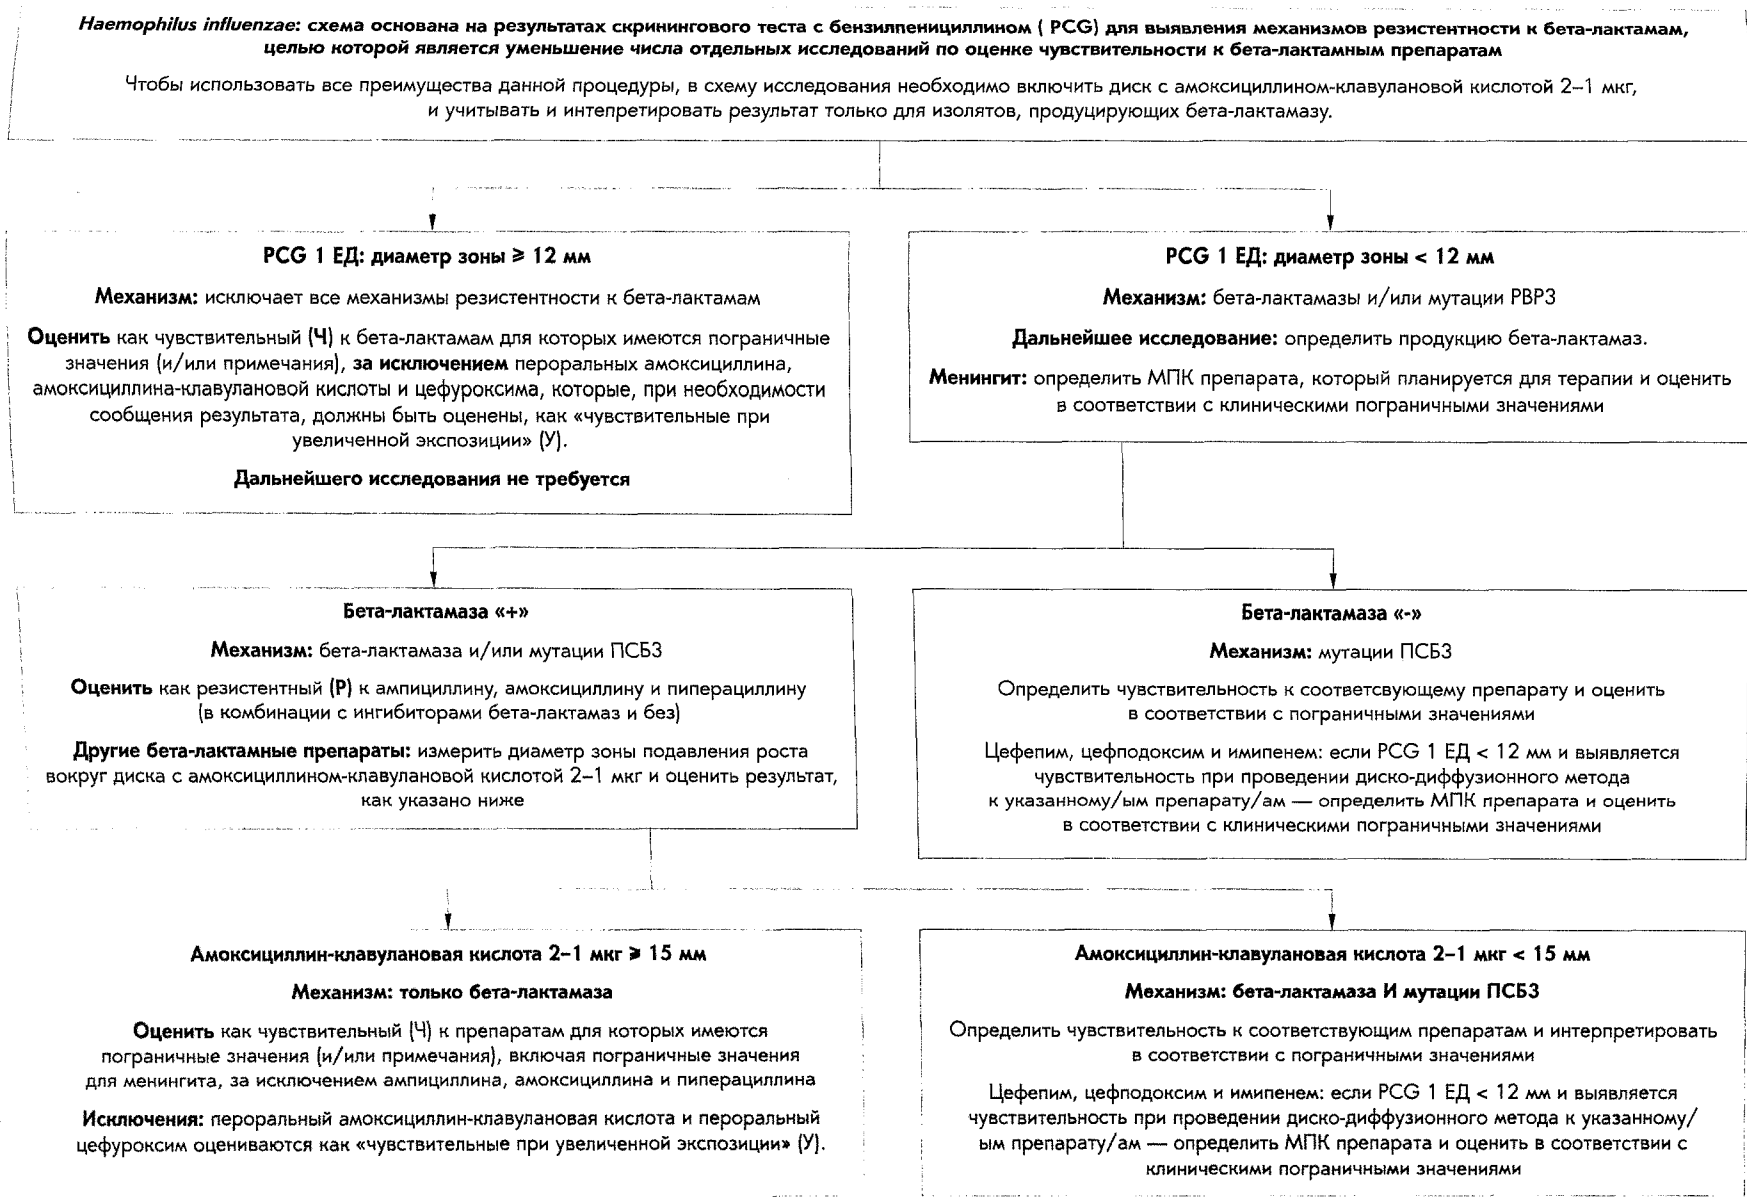 Haemophilus influenzae: схема основана на результатах скринингового теста с бензилпенициллином ( PCG) для выявления механизмов резистентности к бета-лактамам,
целью которой является уменьшение числа отдельных исследований по оценке чувствительности к бета-лактамным препаратам
Чтобы использовать все преимущества данной процедуры, в схему исследования необходимо включить диск с амоксициллином-клавулановой кислотой 2–1 мкг,
и учитывать и интепретировать результат только для изолятов, продуцирующих бета-лактамазу.
PCG 1 ЕД: диаметр зоны ≥ 12 мм
Механизм: исключает все механизмы резистентности к бета-лактамам
Оценить как чувствительный (Ч) к бета-лактамам для которых имеются пограничные
значения (и/или примечания), за исключением пероральных амоксициллина,
амоксициллина-клавулановой кислоты и цефуроксима, которые, при необходимости
сообщения результата, должны быть оценены, как «чувствительные при
увеличенной экспозиции» (У).
Дальнейшего исследования не требуется
PCG 1 ЕД: диаметр зоны < 12 мм
Механизм: бета-лактамазы и/или мутации PBP3
Дальнейшее исследование: определить продукцию бета-лактамаз.
Менингит: определить МПК препарата, который планируется для терапии и оценить
в соответствии с клиническими пограничными значениями
Бета-лактамаза «+»
Механизм: бета-лактамаза и/или мутации ПСБ3
Оценить как резистентный (Р) к ампициллину, амоксициллину и пиперациллину
(в комбинации с ингибиторами бета-лактамаз и без)
Другие бета-лактамные препараты: измерить диаметр зоны подавления роста
вокруг диска с амоксициллином-клавулановой кислотой 2–1 мкг и оценить результат,
как указано ниже
Бета-лактамаза «-»
Механизм: мутации ПСБ3
Определить чувствительность к соответсвующему препарату и оценить
в соответствии с пограничными значениями
Цефепим, цефподоксим и имипенем: если PCG 1 ЕД < 12 мм и выявляется
чувствительность при проведении диско-диффузионного метода
к указанному/ым препарату/ам — определить МПК препарата и оценить
в соответствии с клиническими пограничными значениями
Амоксициллин-клавулановая кислота 2–1 мкг ≥ 15 мм
Механизм: только бета-лактамаза
Оценить как чувствительный (Ч) к препаратам для которых имеются
пограничные значения (и/или примечания), включая пограничные значения
для менингита, за исключением ампициллина, амоксициллина и пиперациллина
Исключения: пероральный амоксициллин-клавулановая кислота и пероральный
цефуроксим оцениваются как «чувствительные при увеличенной экспозиции» (У).
Амоксициллин-клавулановая кислота 2–1 мкг < 15 мм
Механизм: бета-лактамаза И мутации ПСБ3
Определить чувствительность к соответствующим препаратам и интерпретировать
в соответствии с пограничными значениями
Цефепим, цефподоксим и имипенем: если PCG 1 ЕД < 12 мм и выявляется
чувствительность при проведении диско-диффузионного метода к указанному/
ым препарату/ам — определить МПК препарата и оценить в соответствии с
клиническими пограничными значениями